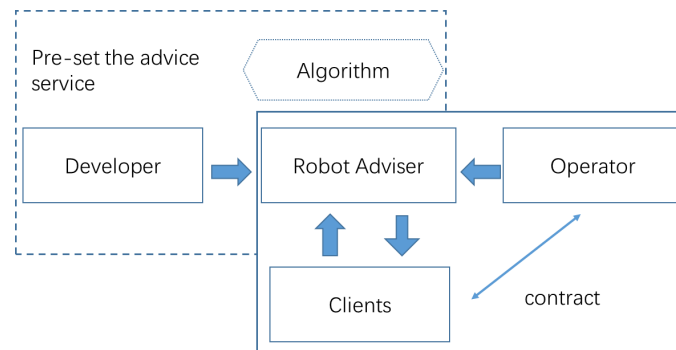 Pre-set the advice
service
Algorithm
Developer
Robot Adviser
Operator
Clients
contract